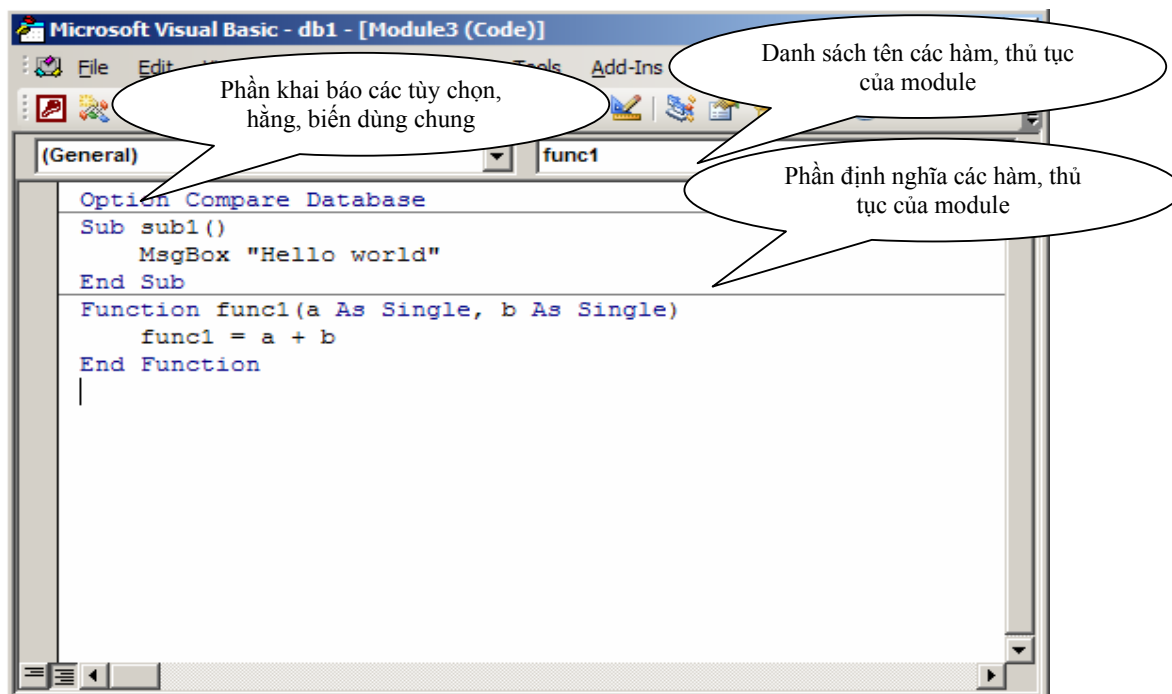 Microsoft Visual Basic - db1 - [Module3 (Code)]
File Edit Tools Add-Ins
Danh sách tên các hàm, thủ tục
của module
Phần khai báo các tùy chọn,
hằng, biến dùng chung
(General) func1
Phần định nghĩa các hàm, thủ
tục của module
Option Compare Database
Sub sub1()
MsgBox "Hello world"
End Sub
Function func1(a As Single, b As Single)
func1 = a + b
End Function